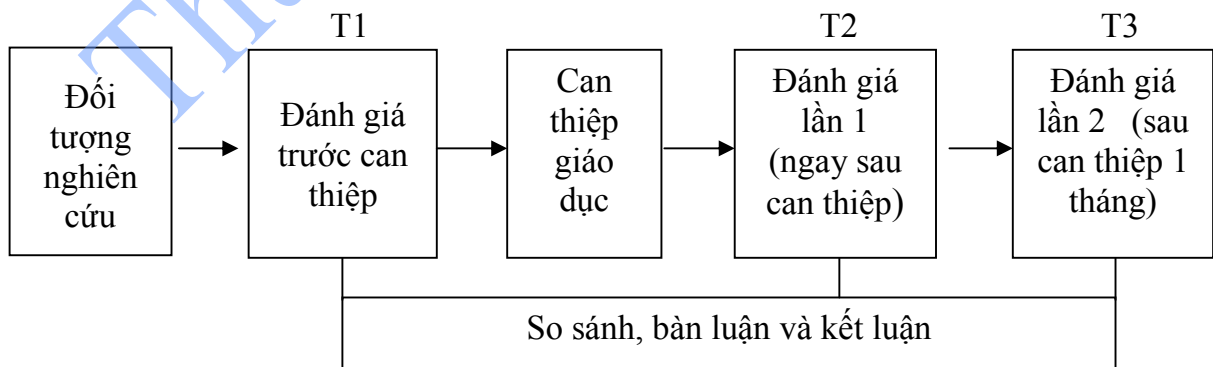 T1
T2
T3
Đối
tượng
nghiên
cứu
Đánh giá
trước can
thiệp
Can
thiệp
giáo
dục
Đánh giá
lần 1
(ngay sau
can thiệp)
Đánh giá
lần 2 (sau
can thiệp 1
tháng)
So sánh, bàn luận và kết luận